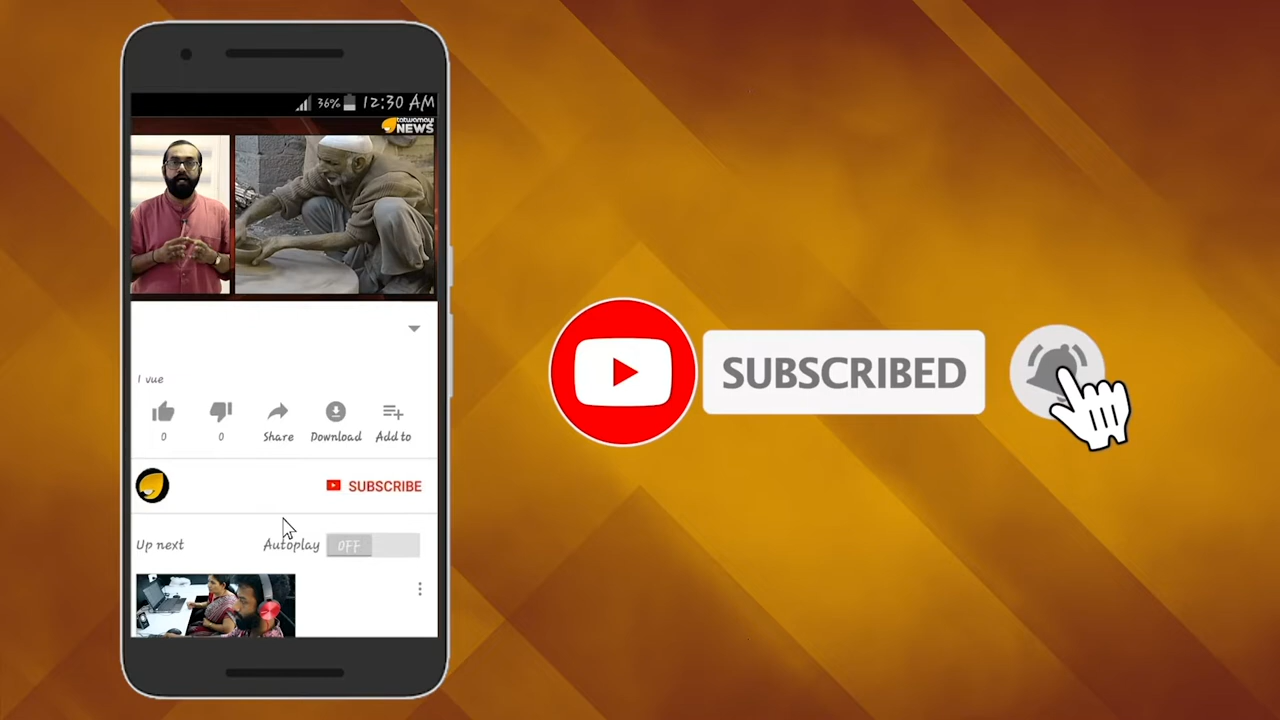 36% 12:30 AM
tatwamayi
NEWS
1 vue
0 0 Share Download Add to
SUBSCRIBE
Up next Autoplay OFF
SUBSCRIBED